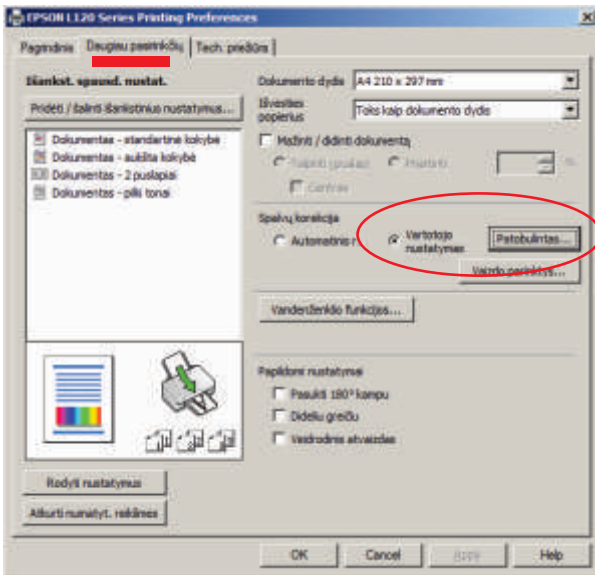 EPSON L120 Series Printing Preferences
Pagrindinis Daugiau pasirinkčių Tech. priežiūra
Išankst. spausd. nustat.
Pridėti / šalinti išankstinius nustatymus...
Dokumentas - standartinė kokybė
Dokumentas - aukšta kokybė
Dokumentas - 2 puslapiai
Dokumentas - pilki tonai
Rodyti nustatymus
Atkurti numatyt. reikšmes
Dokumento dydis A4 210 x 297 mm
Išvesties popierius Toks kaip dokumento dydis
Mažinti / didinti dokumentą
%
Centras
Spalvų korekcija
Automatinis r
Vartotojo nustatymas
Patobulintas...
Vaizdo parinktys...
Vandenženklio funkcijos...
Papildomi nustatymai
Pasukti 180° kampu
Dideliu greičiu
Veidrodinis atvaizdas
OK Cancel Apply Help